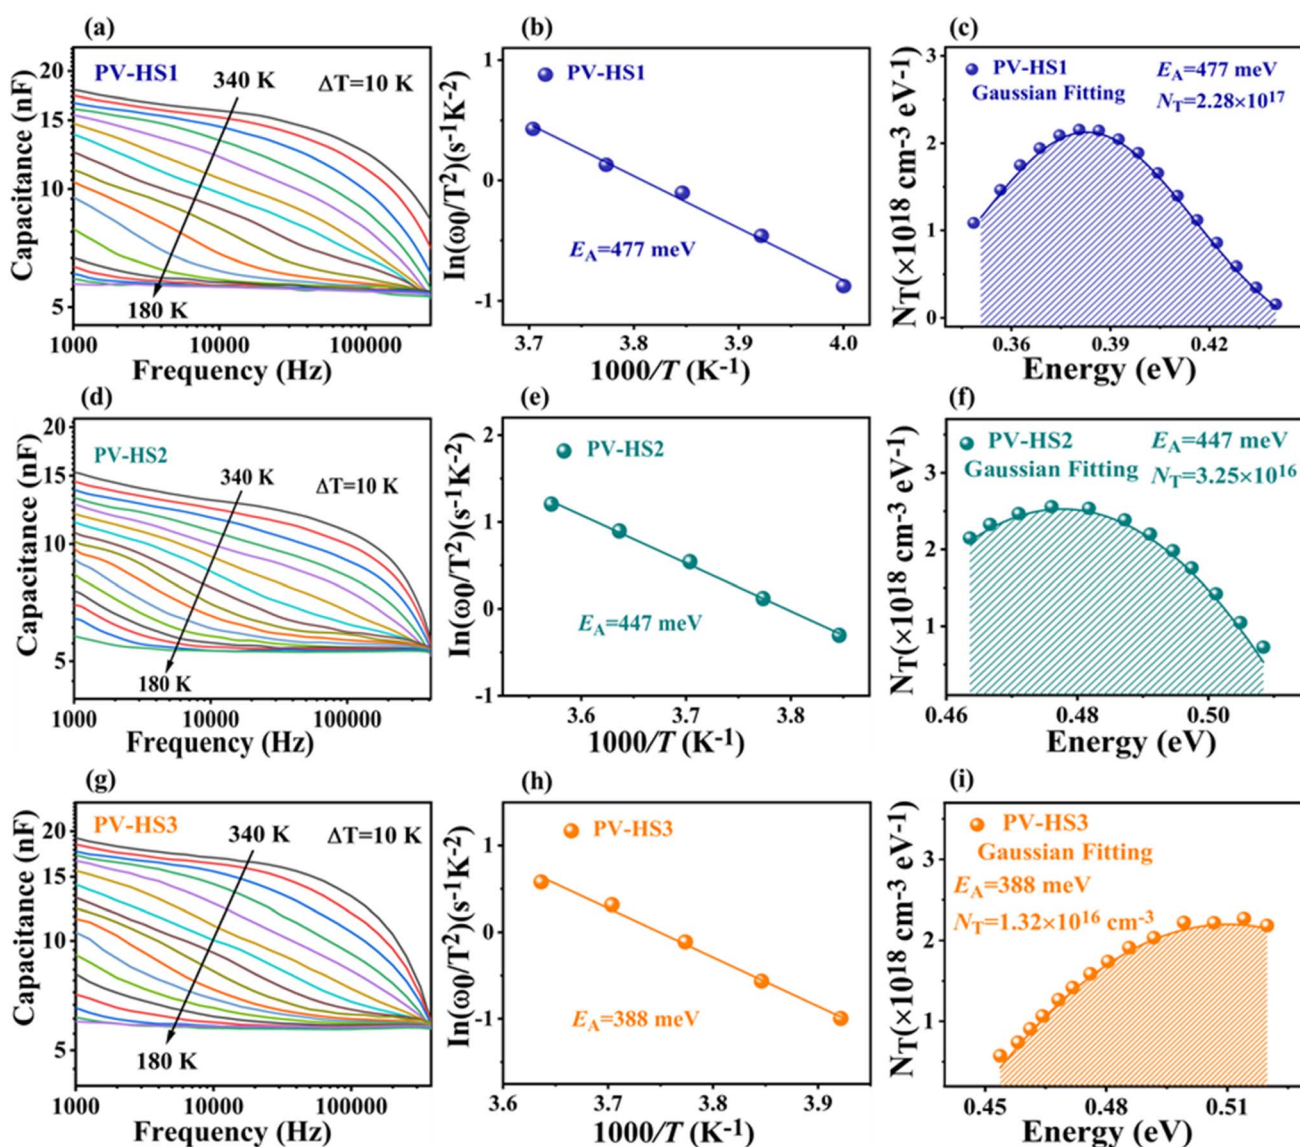 (a)
PV-HS1
340 K
ΔT=10 K
180 K
20
15
10
5
Capacitance (nF)
1000
10000
100000
Frequency (Hz)
(b)
PV-HS1
E_A=477 meV
1
0
-1
In(ω0/T²)(s⁻¹K⁻²)
3.7
3.8
3.9
4.0
1000/T (K⁻¹)
(c)
PV-HS1
Gaussian Fitting
E_A=477 meV
N_T=2.28×10¹⁷
3
2
1
0
N_T(×10¹⁸ cm⁻³ eV⁻¹)
0.36
0.39
0.42
Energy (eV)
(d)
PV-HS2
340 K
ΔT=10 K
180 K
20
15
10
5
Capacitance (nF)
1000
10000
100000
Frequency (Hz)
(e)
PV-HS2
E_A=447 meV
2
1
0
-1
In(ω0/T²)(s⁻¹K⁻²)
3.6
3.7
3.8
1000/T (K⁻¹)
(f)
PV-HS2
Gaussian Fitting
E_A=447 meV
N_T=3.25×10¹⁶
3
2
1
N_T(×10¹⁸ cm⁻³ eV⁻¹)
0.46
0.48
0.50
Energy (eV)
(g)
PV-HS3
340 K
ΔT=10 K
180 K
20
15
10
5
Capacitance (nF)
1000
10000
100000
Frequency (Hz)
(h)
PV-HS3
E_A=388 meV
1
0
-1
In(ω0/T²)(s⁻¹K⁻²)
3.6
3.7
3.8
3.9
1000/T (K⁻¹)
(i)
PV-HS3
Gaussian Fitting
E_A=388 meV
N_T=1.32×10¹⁶ cm⁻³
3
2
1
N_T(×10¹⁸ cm⁻³ eV⁻¹)
0.45
0.48
0.51
Energy (eV)